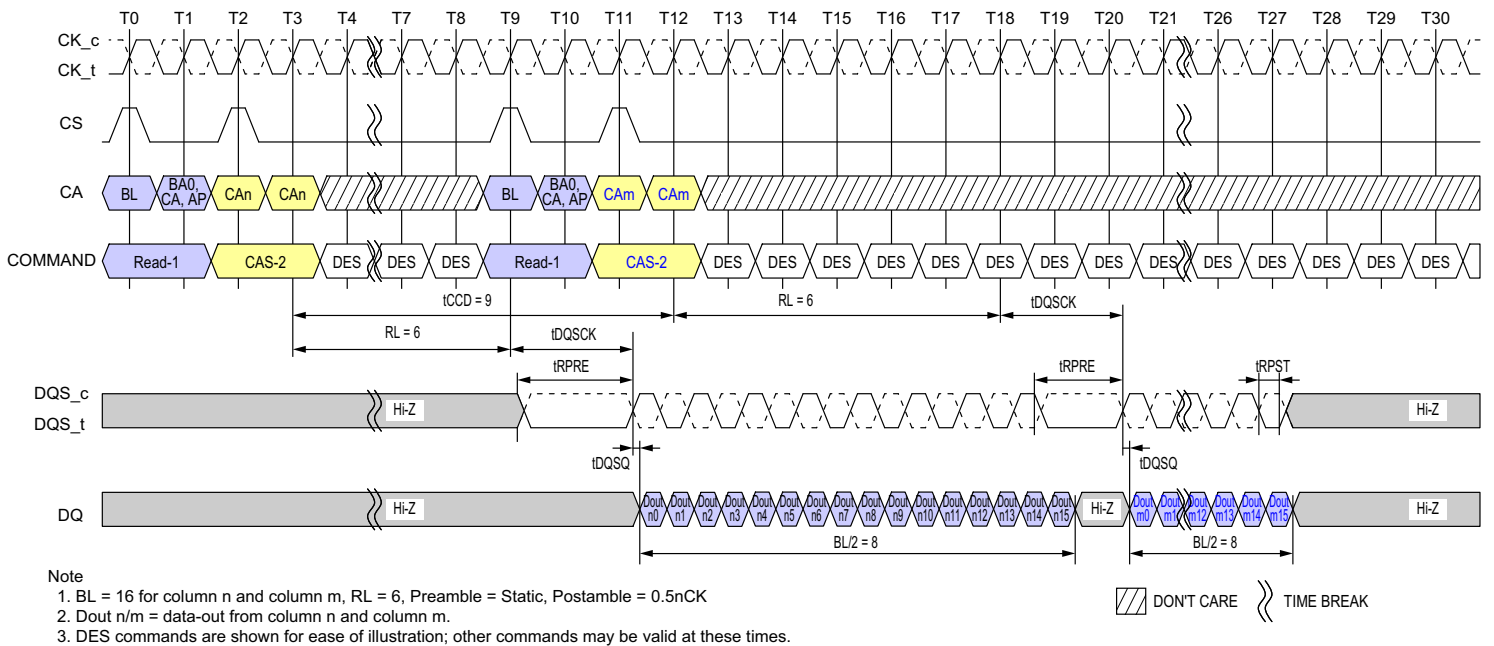 T0 T1 T2 T3 T4 T7 T8 T9 T10 T11 T12 T13 T14 T15 T16 T17 T18 T19 T20 T21 T26 T27 T28 T29 T30
CK_c
CK_t
CS
CA BL BA0, CA, AP CAn CAn BL BA0, CA, AP CAm CAm
COMMAND Read-1 CAS-2 DES DES DES Read-1 CAS-2 DES DES DES DES DES DES DES DES DES DES DES DES DES DES
tCCD = 9 RL = 6 tDQSCK
RL = 6 tDQSCK
tRPRE tRPRE tRPST
DQS_c
DQS_t
Hi-Z Hi-Z
tDQSQ tDQSQ
DQ Hi-Z Dout n0 Dout n1 Dout n2 Dout n3 Dout n4 Dout n5 Dout n6 Dout n7 Dout n8 Dout n9 Dout n10 Dout n11 Dout n12 Dout n13 Dout n14 Dout n15 Hi-Z Dout m0 Dout m1 Dout m12 Dout m13 Dout m14 Dout m15 Hi-Z
BL/2 = 8 BL/2 = 8
Note
1. BL = 16 for column n and column m, RL = 6, Preamble = Static, Postamble = 0.5nCK
2. Dout n/m = data-out from column n and column m.
3. DES commands are shown for ease of illustration; other commands may be valid at these times.
DON'T CARE TIME BREAK